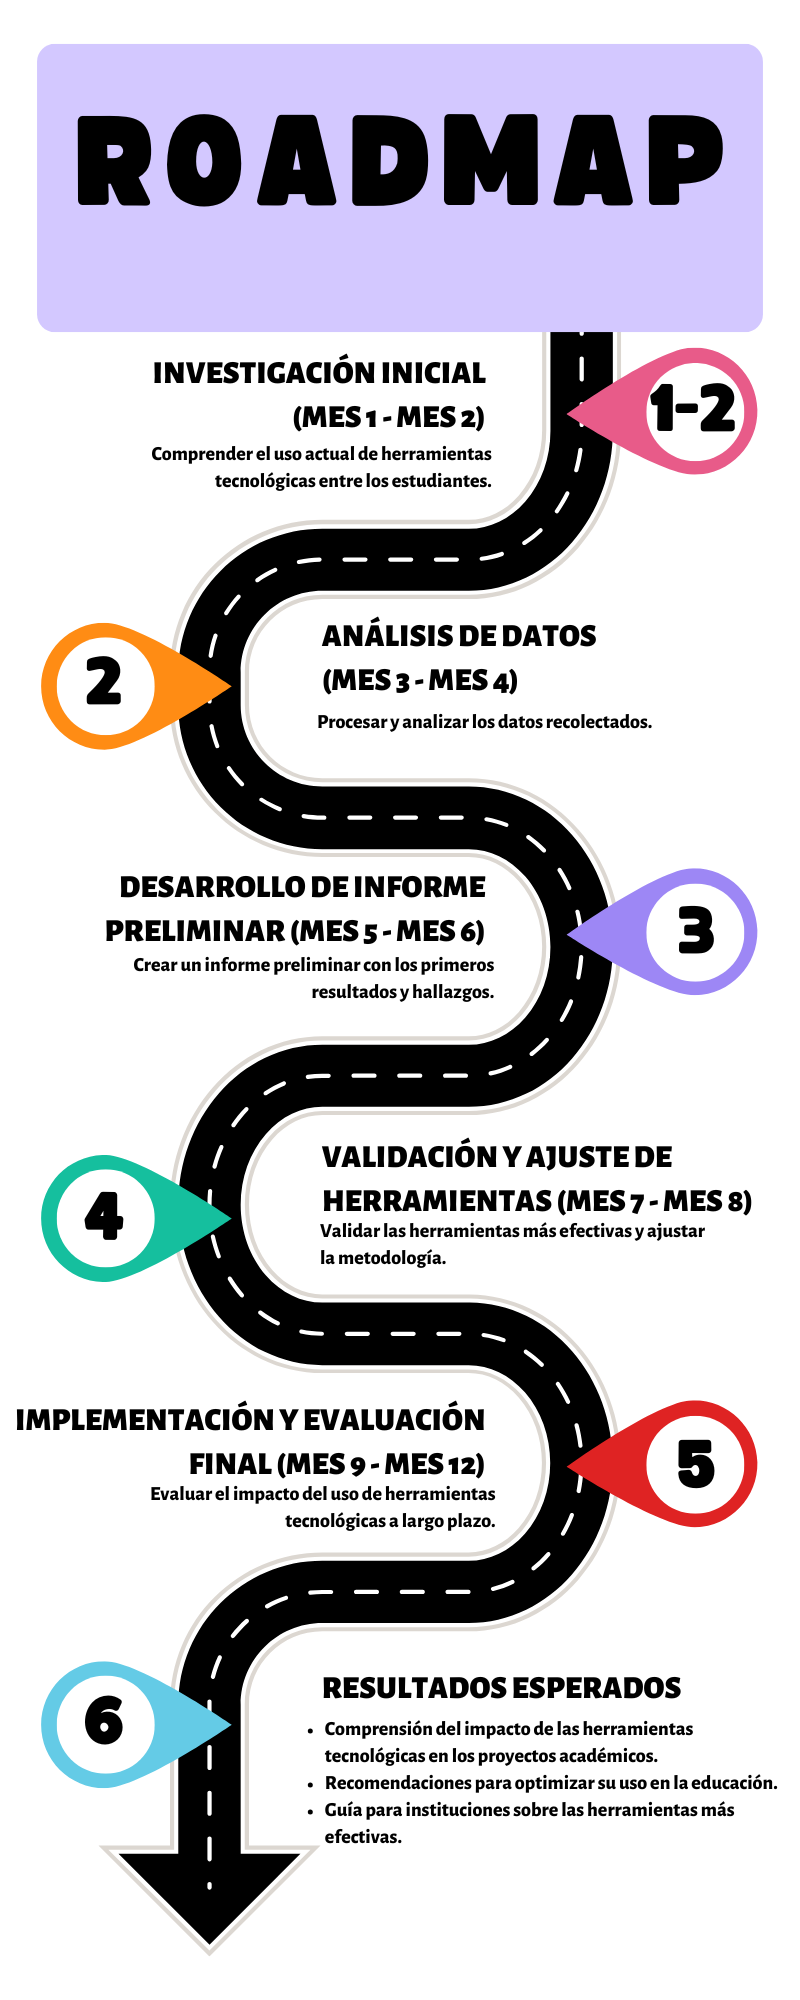 ROADMAP
INVESTIGACIÓN INICIAL
(MES 1 - MES 2)
1-2
Comprender el uso actual de herramientas
tecnológicas entre los estudiantes.
2
ANÁLISIS DE DATOS
(MES 3 - MES 4)
Procesar y analizar los datos recolectados.
DESARROLLO DE INFORME
PRELIMINAR (MES 5 - MES 6)
3
Crear un informe preliminar con los primeros
resultados y hallazgos.
4
VALIDACIÓN Y AJUSTE DE
HERRAMIENTAS (MES 7 - MES 8)
Validar las herramientas más efectivas y ajustar
la metodología.
IMPLEMENTACIÓN Y EVALUACIÓN
FINAL (MES 9 - MES 12)
5
Evaluar el impacto del uso de herramientas
tecnológicas a largo plazo.
6
RESULTADOS ESPERADOS
• Comprensión del impacto de las herramientas
tecnológicas en los proyectos académicos.
• Recomendaciones para optimizar su uso en la educación.
• Guía para instituciones sobre las herramientas más
efectivas.